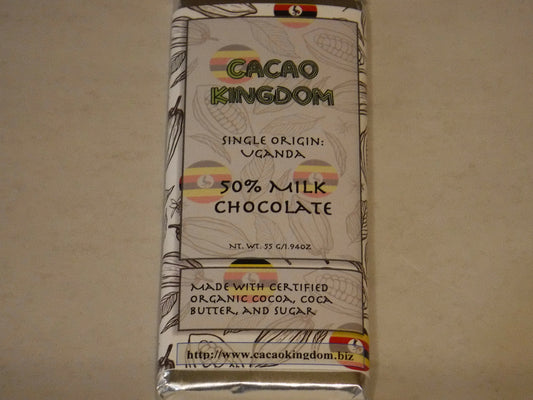 CACAO
KINGDOM
SINGLE ORIGIN:
UGANDA
50% MILK
CHOCOLATE
NT. WT. 55 G/1.94OZ
MADE WITH CERTIFIED
ORGANIC COCOA, COCA
BUTTER, AND SUGAR
http://www.cacaokingdom.biz